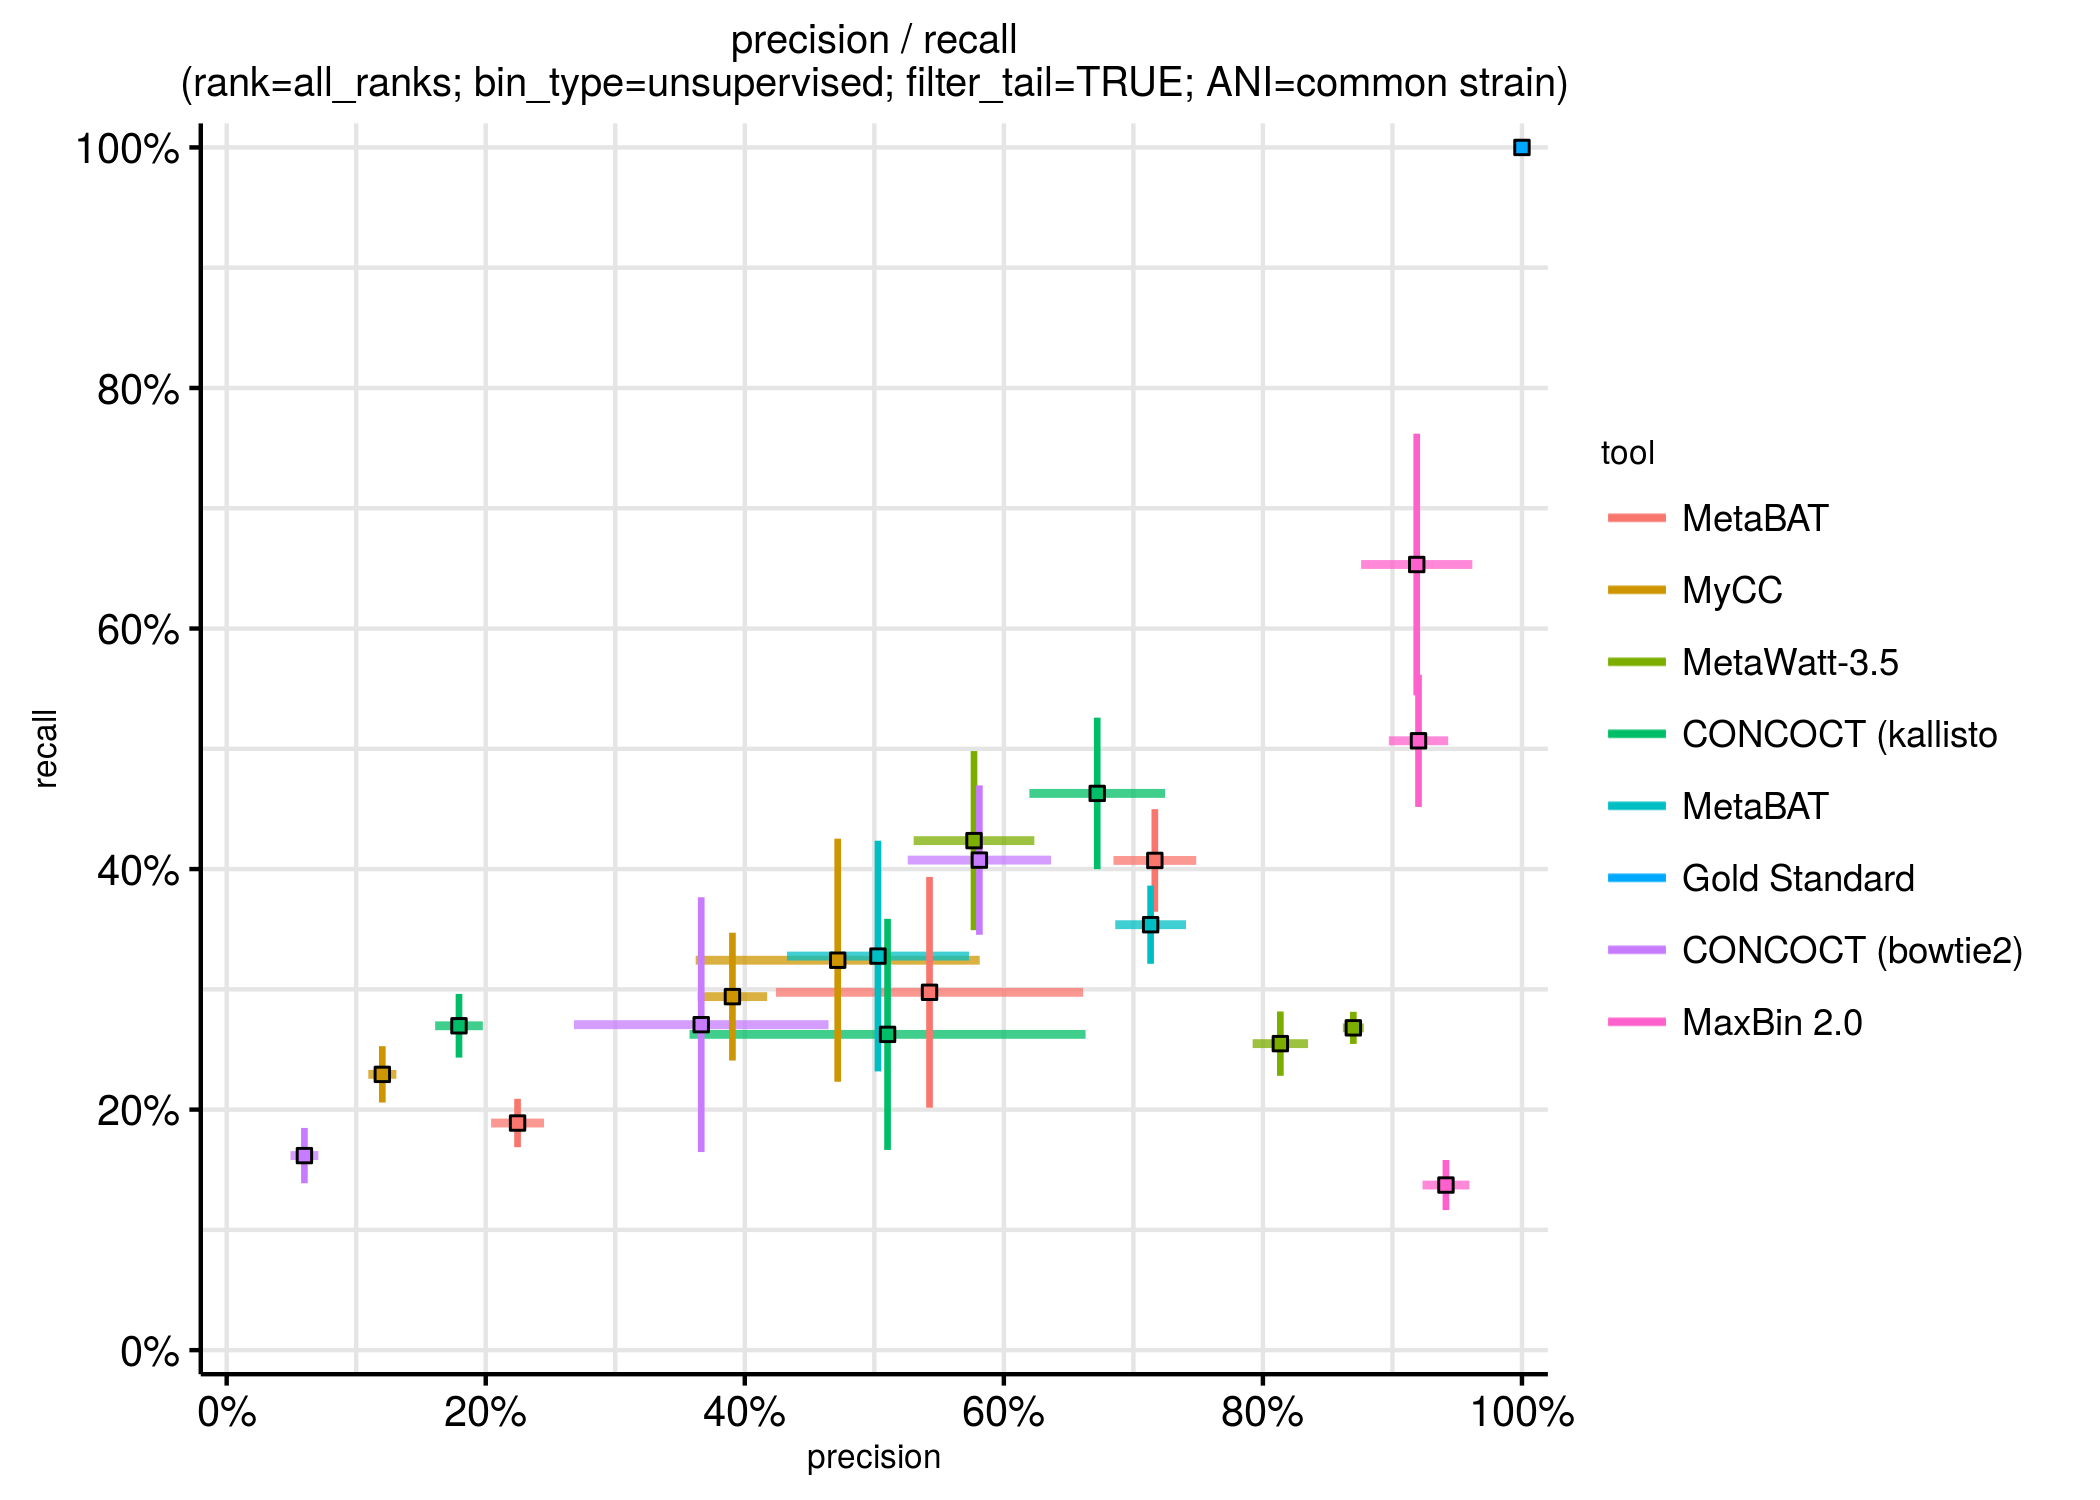 precision / recall
(rank=all_ranks; bin_type=unsupervised; filter_tail=TRUE; ANI=common strain)
100%
80%
60%
40%
20%
0%
recall
0%
20%
40%
60%
80%
100%
precision
tool
MetaBAT
MyCC
MetaWatt-3.5
CONCOCT (kallisto
MetaBAT
Gold Standard
CONCOCT (bowtie2)
MaxBin 2.0